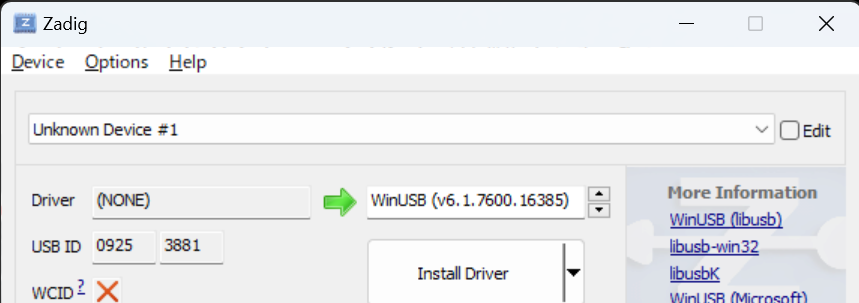 Zadig
Device Options Help
Unknown Device #1 Edit
Driver (NONE) WinUSB (v6.1.7600.16385)
More Information
WinUSB (libusb)
USB ID 0925 3881
libusb-win32
Install Driver
libusbK
WCID ?
WinUSB (Microsoft)